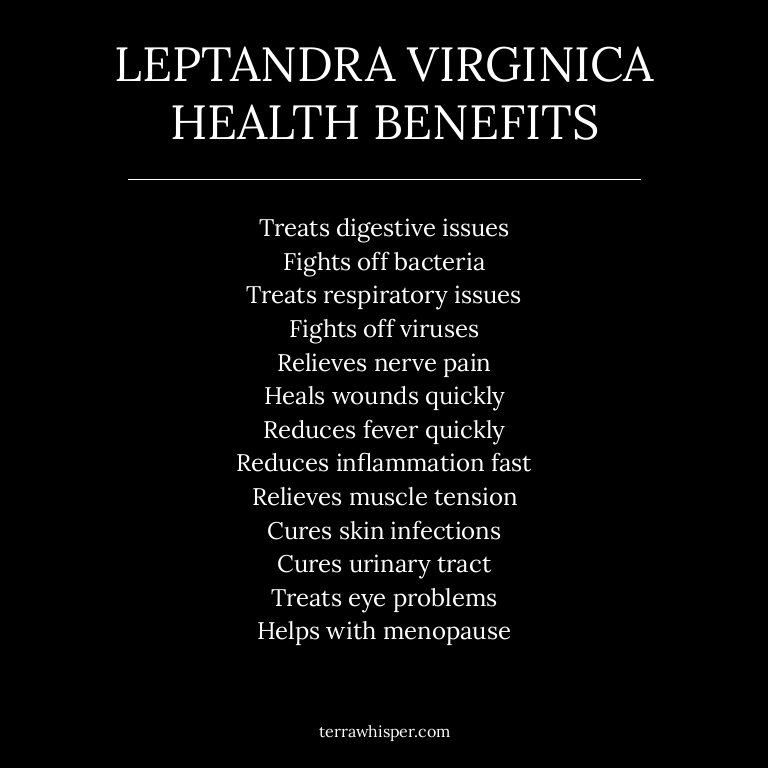 LEPTANDRA VIRGINICA
HEALTH BENEFITS
Treats digestive issues
Fights off bacteria
Treats respiratory issues
Fights off viruses
Relieves nerve pain
Heals wounds quickly
Reduces fever quickly
Reduces inflammation fast
Relieves muscle tension
Cures skin infections
Cures urinary tract
Treats eye problems
Helps with menopause
terrawhisper.com